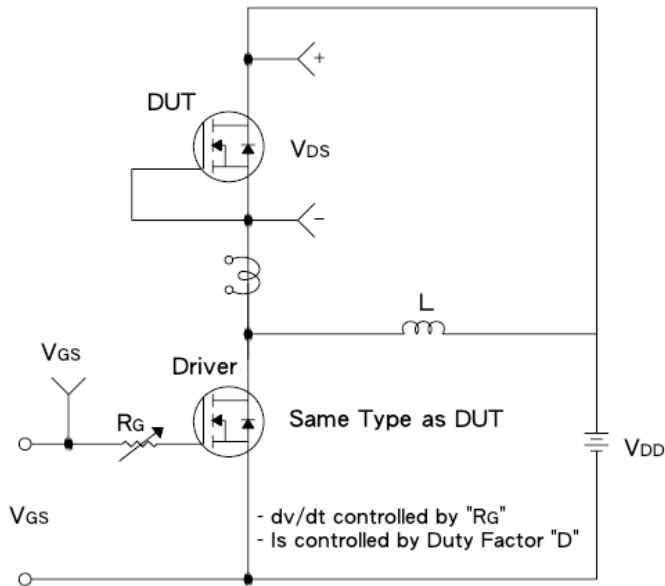 +
DUT
VDS
−
L
VGS
Driver
RG
Same Type as DUT
VDD
VGS
- dv/dt controlled by "RG"
- Is controlled by Duty Factor "D"